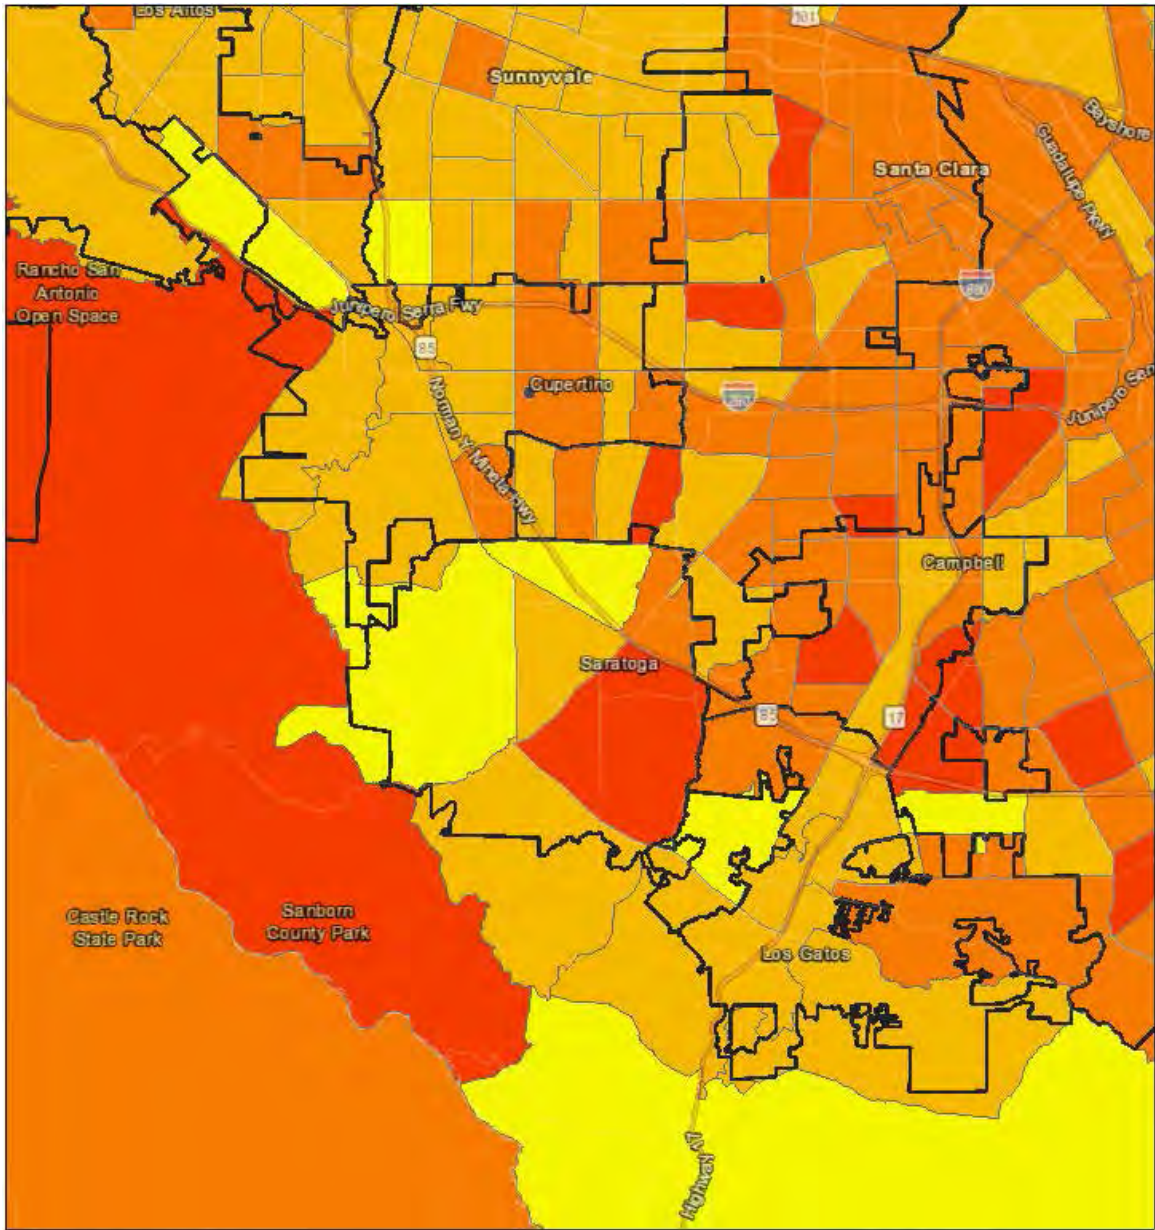 Los Altos
101
Sunnyvale
Bayshore
Santa Clara
Guadalupe Pkwy
Rancho San
Antonio
Open Space
880
Junipero Serra Fwy
85
Cupertino
Norman Y Mineta Hwy
280
Campbell
Saratoga
85
17
Castle Rock
State Park
Sanborn
County Park
Los Gatos
Highway 17